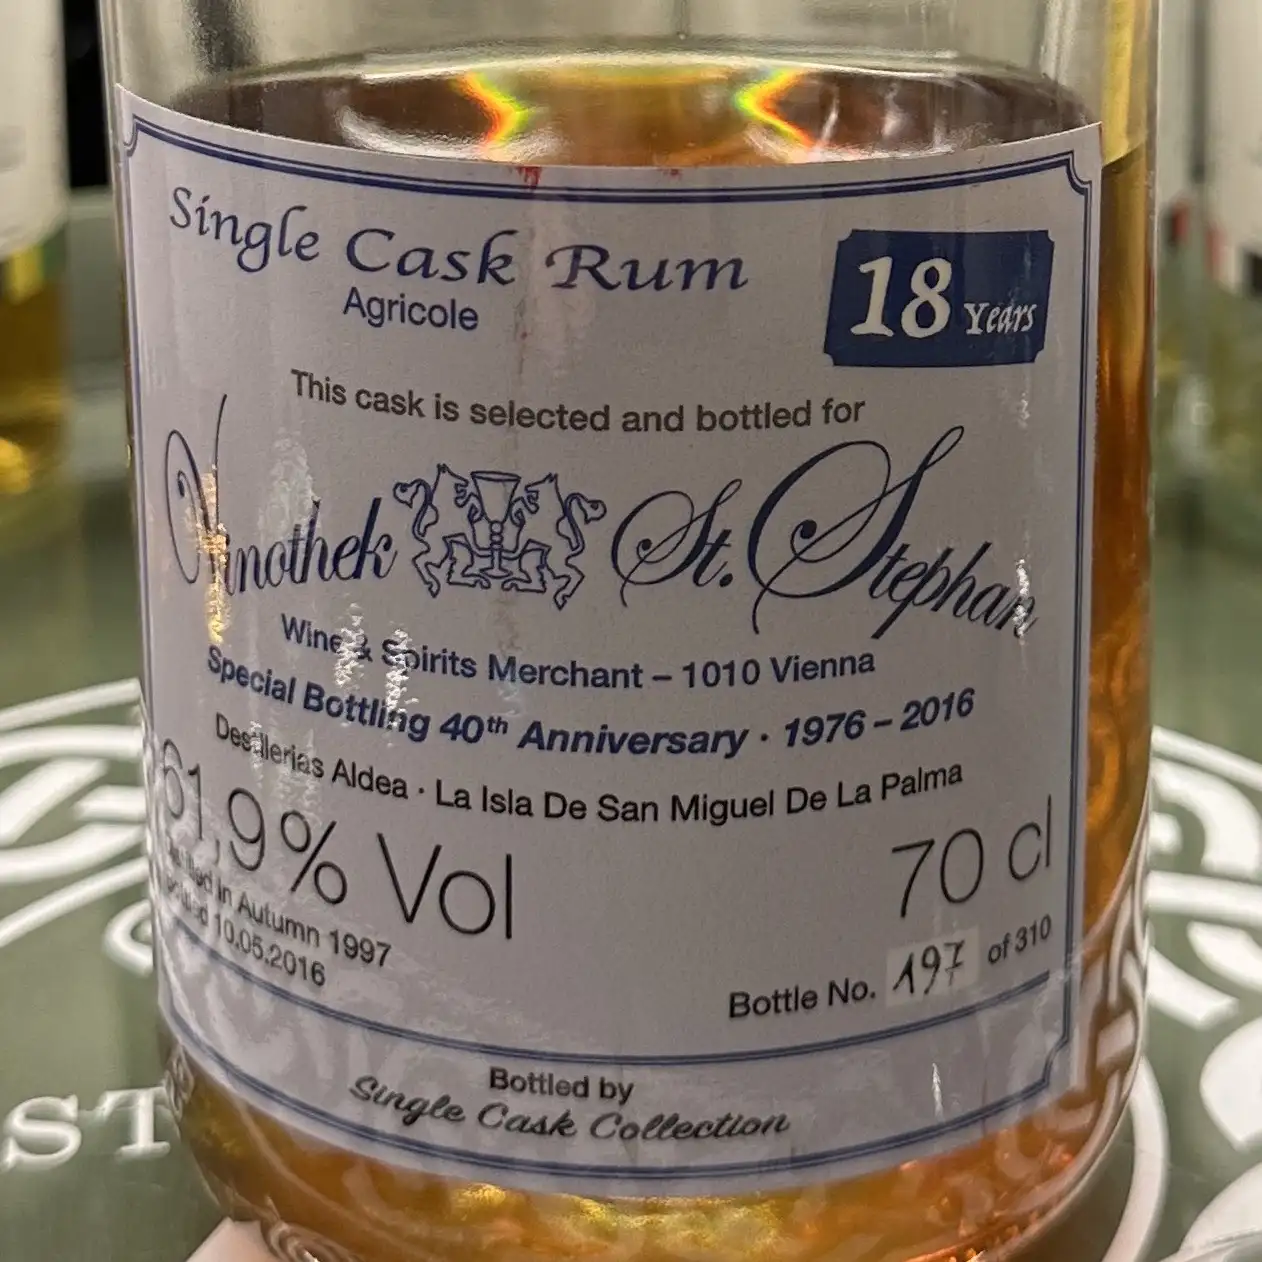 Single Cask Rum
Agricole
18 Years
This cask is selected and bottled for
Vinothek St. Stephan
Wine & Spirits Merchant – 1010 Vienna
Special Bottling 40th Anniversary · 1976 – 2016
Destilerias Aldea · La Isla De San Miguel De La Palma
61,9% Vol
70 cl
Distilled in Autumn 1997
Bottled 10.05.2016
Bottle No. 197 of 310
Bottled by
Single Cask Collection
ST